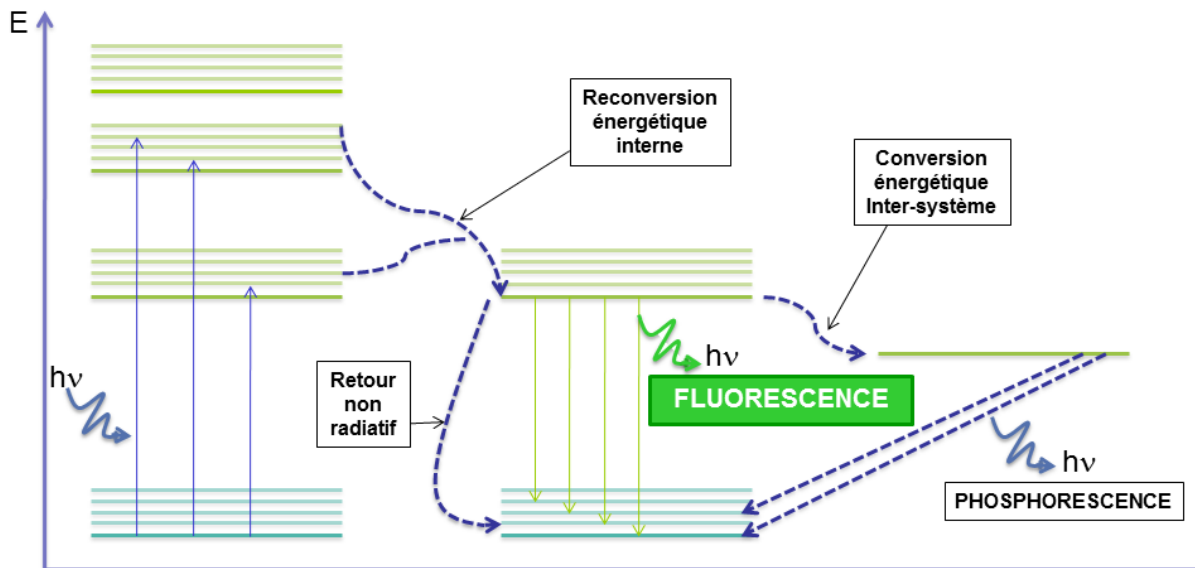 E
Reconversion
énergétique
interne
Conversion
énergétique
Inter-système
hν
Retour
non
radiatif
hν
FLUORESCENCE
hν
PHOSPHORESCENCE